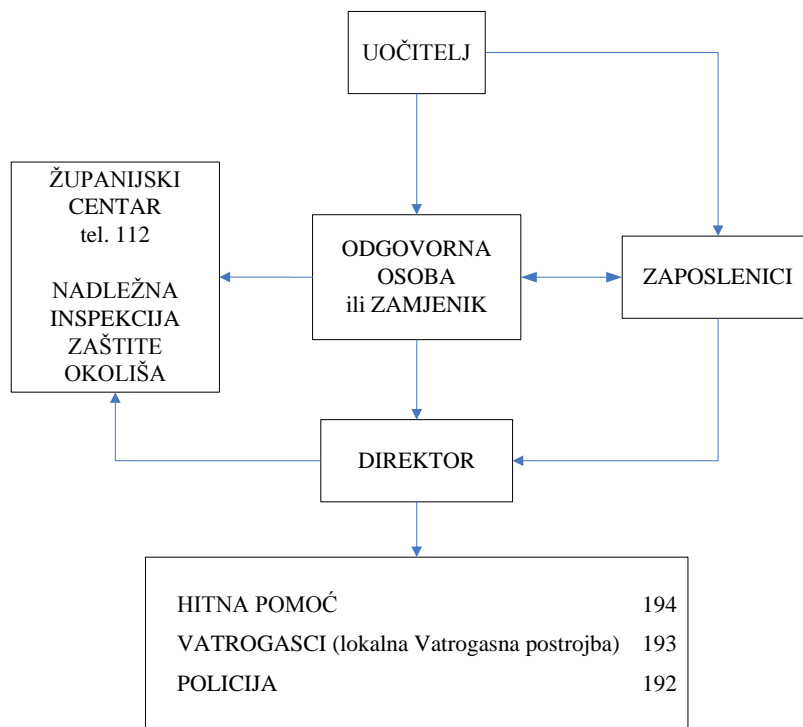 UOČITELJ
ŽUPANIJSKI
CENTAR
tel. 112
NADLEŽNA
INSPEKCIJA
ZAŠTITE
OKOLIŠA
ODGOVORNA
OSOBA
ili ZAMJENIK
ZAPOSLENICI
DIREKTOR
HITNA POMOĆ 194
VATROGASCI (lokalna Vatrogasna postrojba) 193
POLICIJA 192